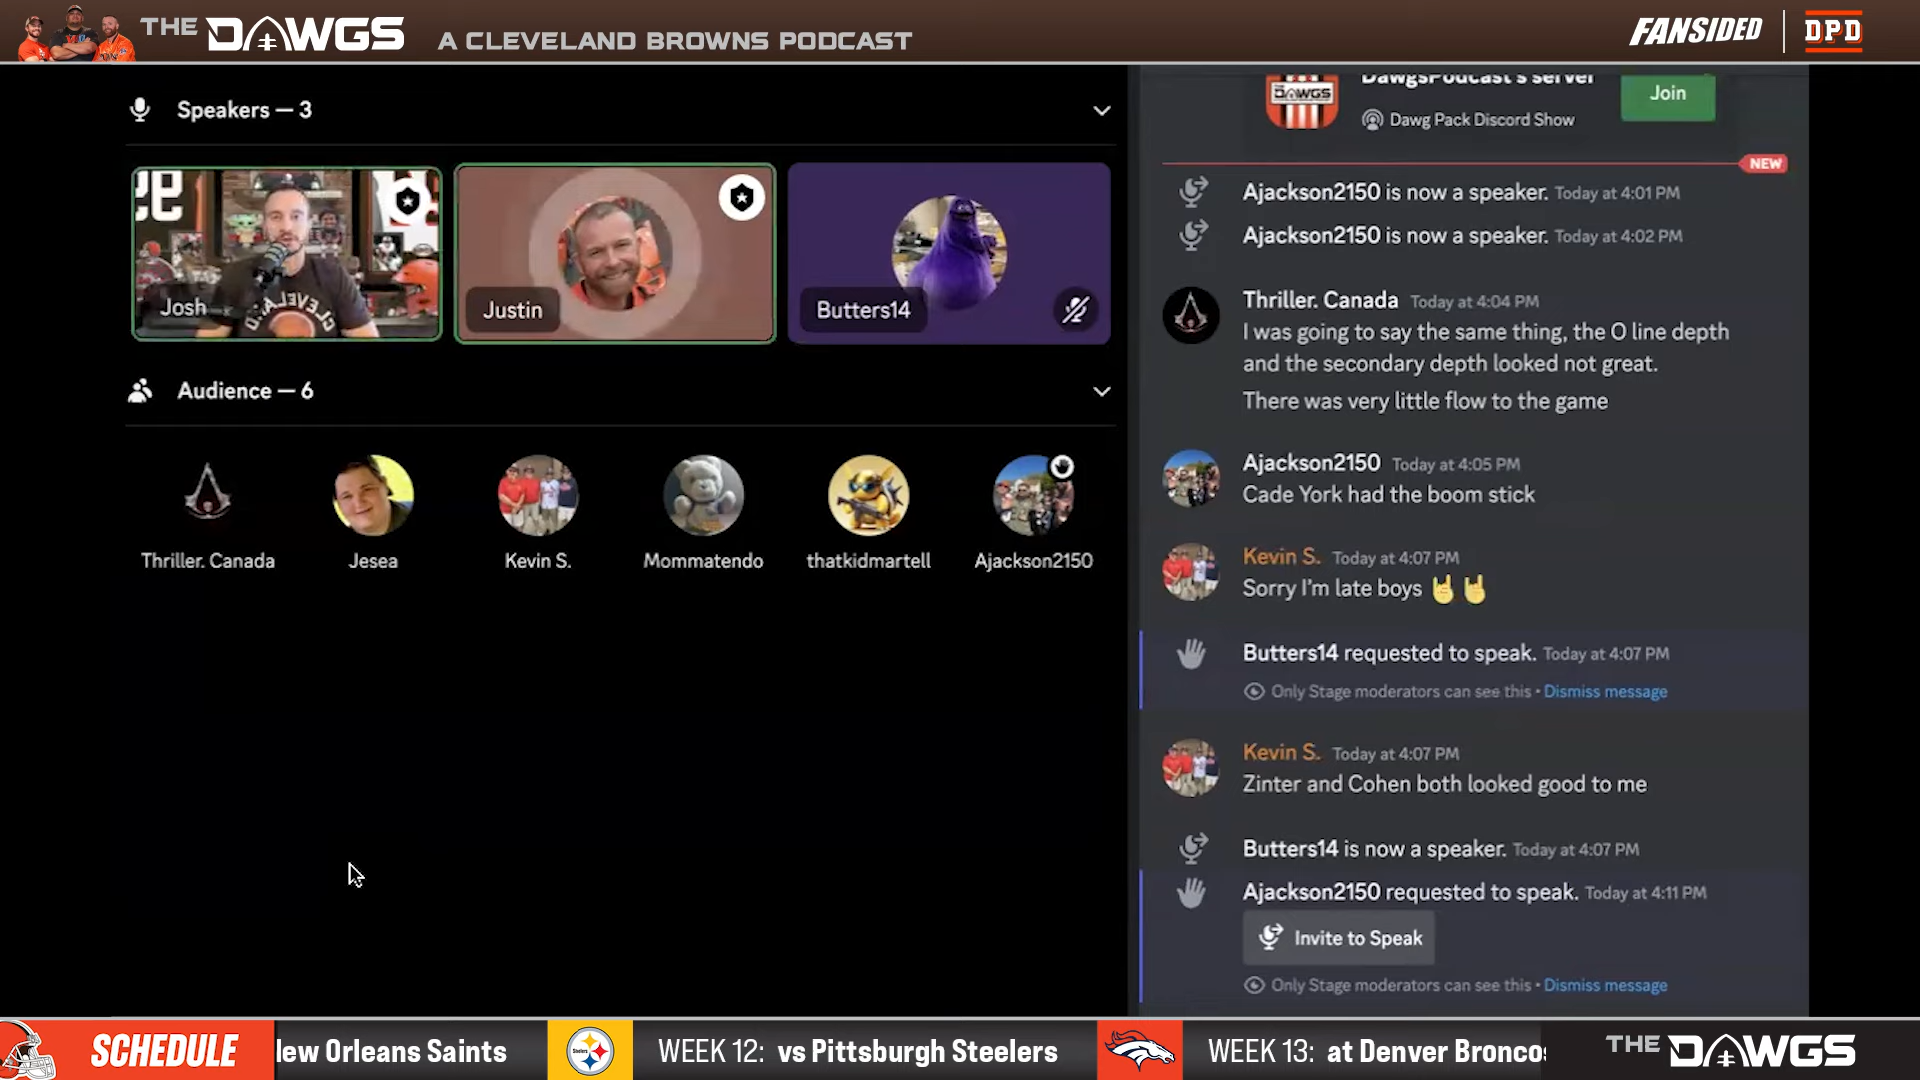 THE DAWGS A CLEVELAND BROWNS PODCAST
FANSIDED DPD
Speakers — 3
Josh
Justin
Butters14
Audience — 6
Thriller. Canada
Jesea
Kevin S.
Mommatendo
thatkidmartell
Ajackson2150
DawgsPodcast's server
DAWGS
Dawg Pack Discord Show
Join
NEW
Ajackson2150 is now a speaker. Today at 4:01 PM
Ajackson2150 is now a speaker. Today at 4:02 PM
Thriller. Canada Today at 4:04 PM
I was going to say the same thing, the O line depth
and the secondary depth looked not great.
There was very little flow to the game
Ajackson2150 Today at 4:05 PM
Cade York had the boom stick
Kevin S. Today at 4:07 PM
Sorry I'm late boys 🤘 🤘
Butters14 requested to speak. Today at 4:07 PM
Only Stage moderators can see this • Dismiss message
Kevin S. Today at 4:07 PM
Zinter and Cohen both looked good to me
Butters14 is now a speaker. Today at 4:07 PM
Ajackson2150 requested to speak. Today at 4:11 PM
Invite to Speak
Only Stage moderators can see this • Dismiss message
SCHEDULE New Orleans Saints Steelers WEEK 12: vs Pittsburgh Steelers WEEK 13: at Denver Broncos THE DAWGS